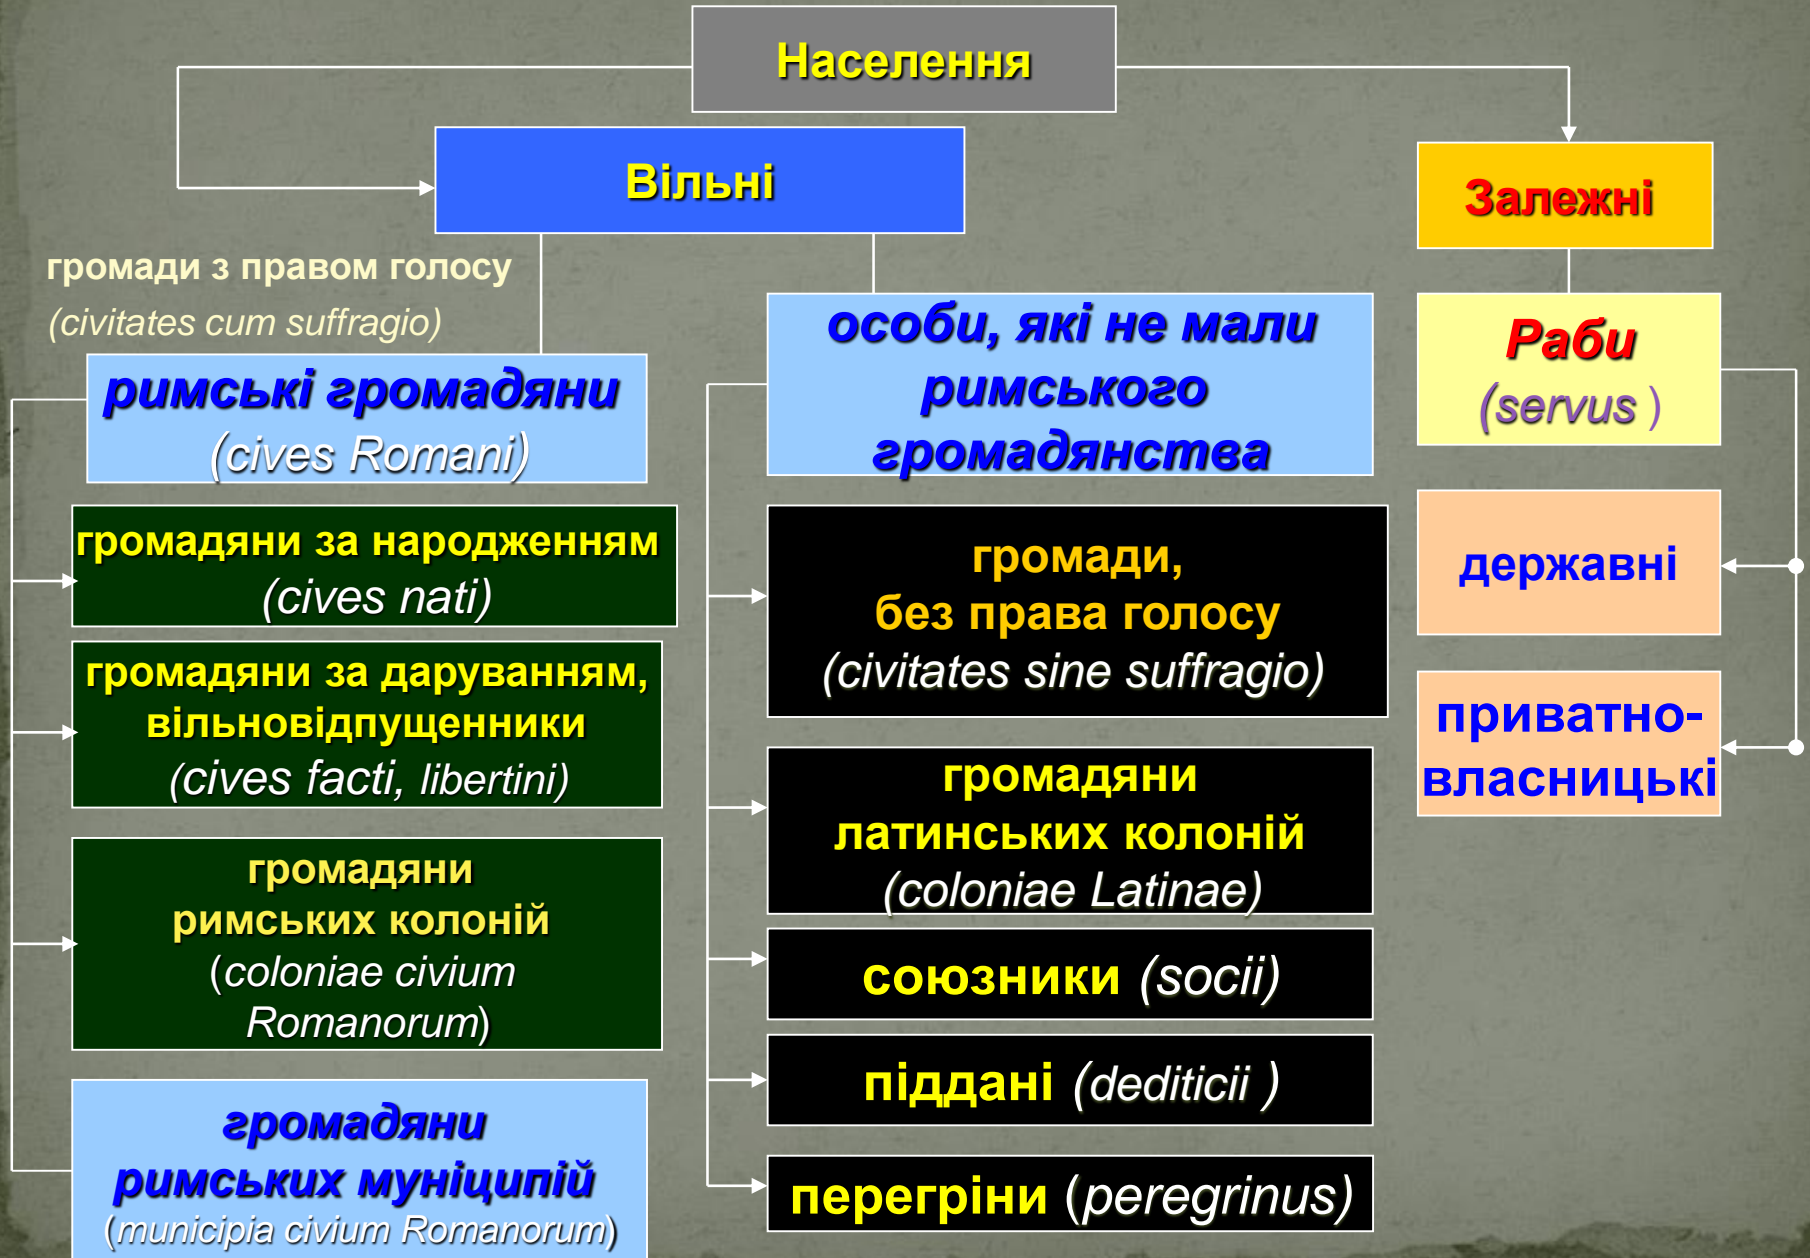 Населення
Вільні
Залежні
громади з правом голосу
(civitates cum suffragio)
римські громадяни
(cives Romani)
громадяни за народженням
(cives nati)
громадяни за даруванням,
вільновідпущенники
(cives facti, libertini)
громадяни
римських колоній
(coloniae civium
Romanorum)
громадяни
римських муніципій
(municipia civium Romanorum)
особи, які не мали
римського
громадянства
громади,
без права голосу
(civitates sine suffragio)
громадяни
латинських колоній
(coloniae Latinae)
союзники (socii)
піддані (dediticii )
перегріни (peregrinus)
Раби
(servus )
державні
приватно-
власницькі